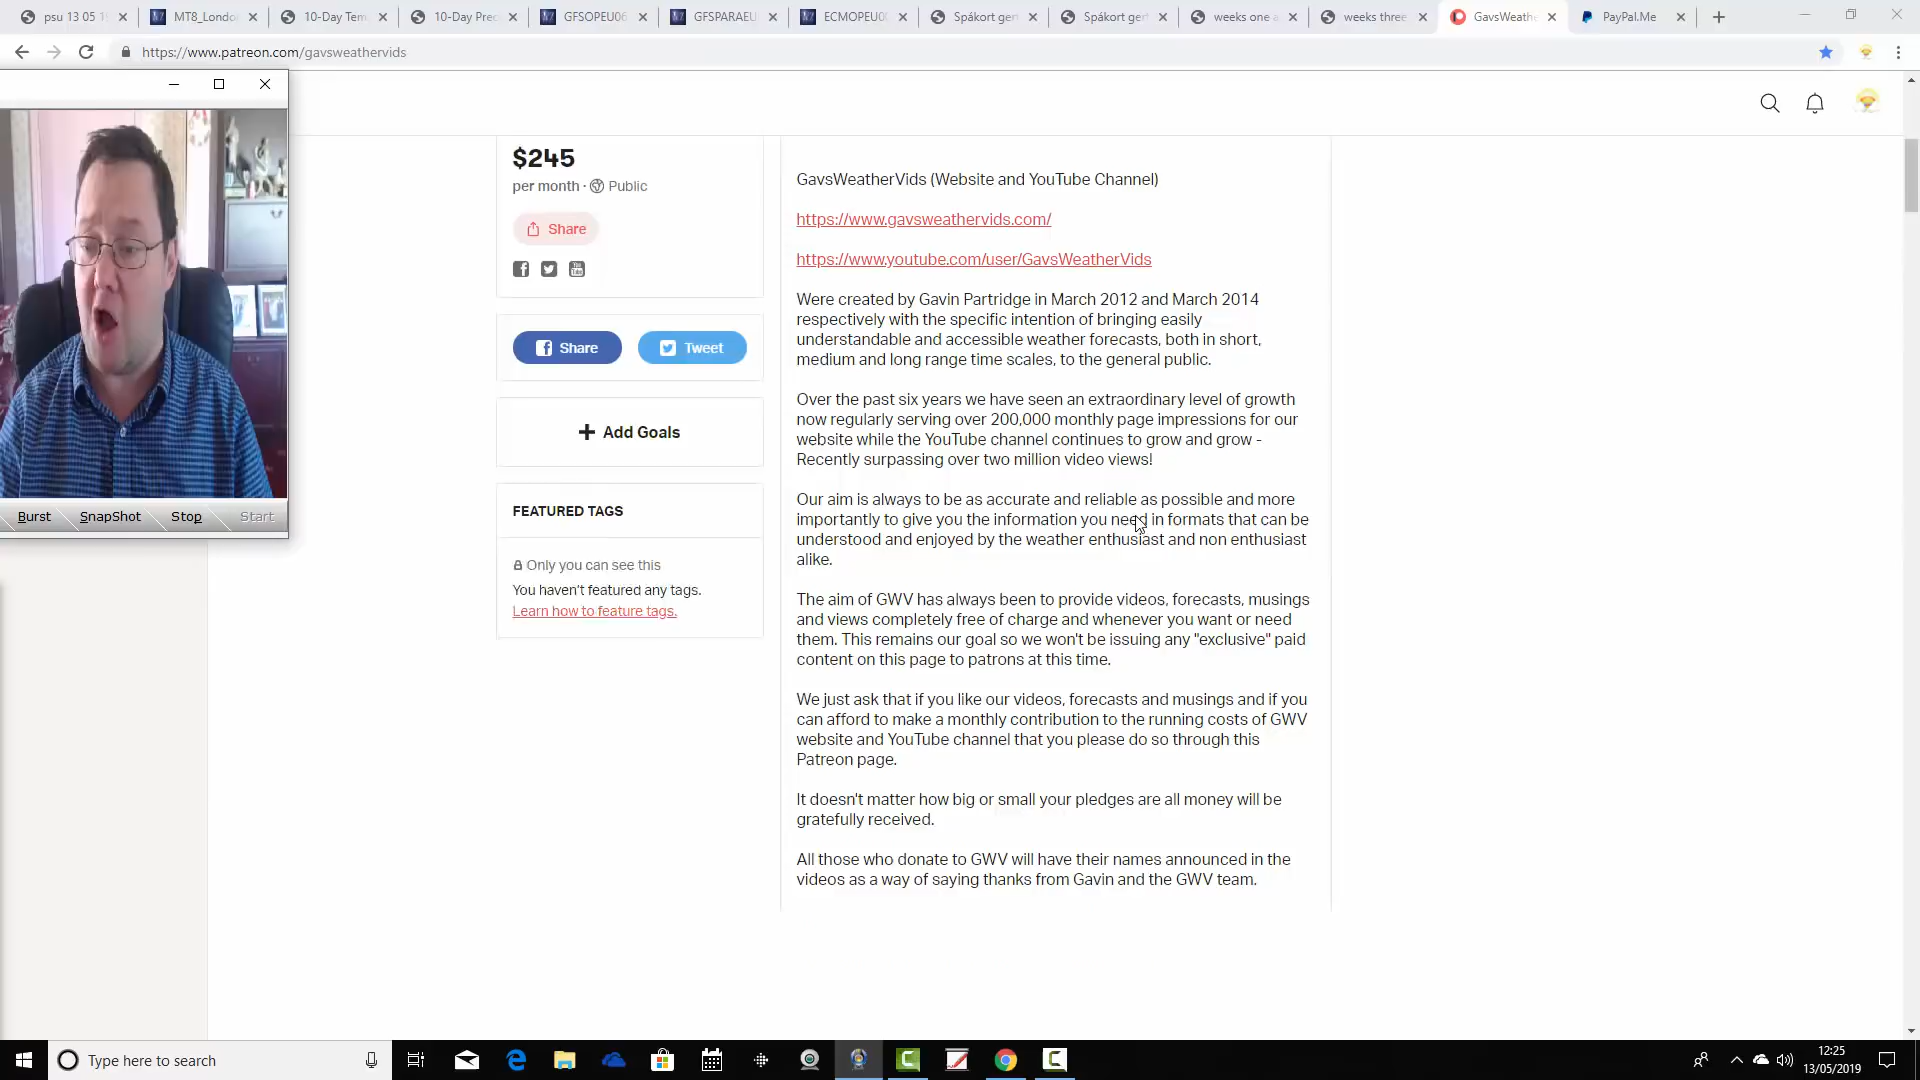 psu 13 05 1
MT8_Londo
10-Day Tem
10-Day Prec
GFSOPEU06
GFSPARAEU
ECMOPEU0
Spákort ger
Spákort ger
weeks one a
weeks three
GavsWeathe
PayPal.Me
https://www.patreon.com/gavsweathervids
$245
per month · Public
Share
Share
Tweet
Add Goals
FEATURED TAGS
Only you can see this
You haven't featured any tags.
Learn how to feature tags.
GavsWeatherVids (Website and YouTube Channel)
https://www.gavsweathervids.com/
https://www.youtube.com/user/GavsWeatherVids
Were created by Gavin Partridge in March 2012 and March 2014
respectively with the specific intention of bringing easily
understandable and accessible weather forecasts, both in short,
medium and long range time scales, to the general public.
Over the past six years we have seen an extraordinary level of growth
now regularly serving over 200,000 monthly page impressions for our
website while the YouTube channel continues to grow and grow -
Recently surpassing over two million video views!
Our aim is always to be as accurate and reliable as possible and more
importantly to give you the information you need in formats that can be
understood and enjoyed by the weather enthusiast and non enthusiast
alike.
The aim of GWV has always been to provide videos, forecasts, musings
and views completely free of charge and whenever you want or need
them. This remains our goal so we won't be issuing any "exclusive" paid
content on this page to patrons at this time.
We just ask that if you like our videos, forecasts and musings and if you
can afford to make a monthly contribution to the running costs of GWV
website and YouTube channel that you please do so through this
Patreon page.
It doesn't matter how big or small your pledges are all money will be
gratefully received.
All those who donate to GWV will have their names announced in the
videos as a way of saying thanks from Gavin and the GWV team.
Burst
SnapShot
Stop
Start
Type here to search
12:25
13/05/2019